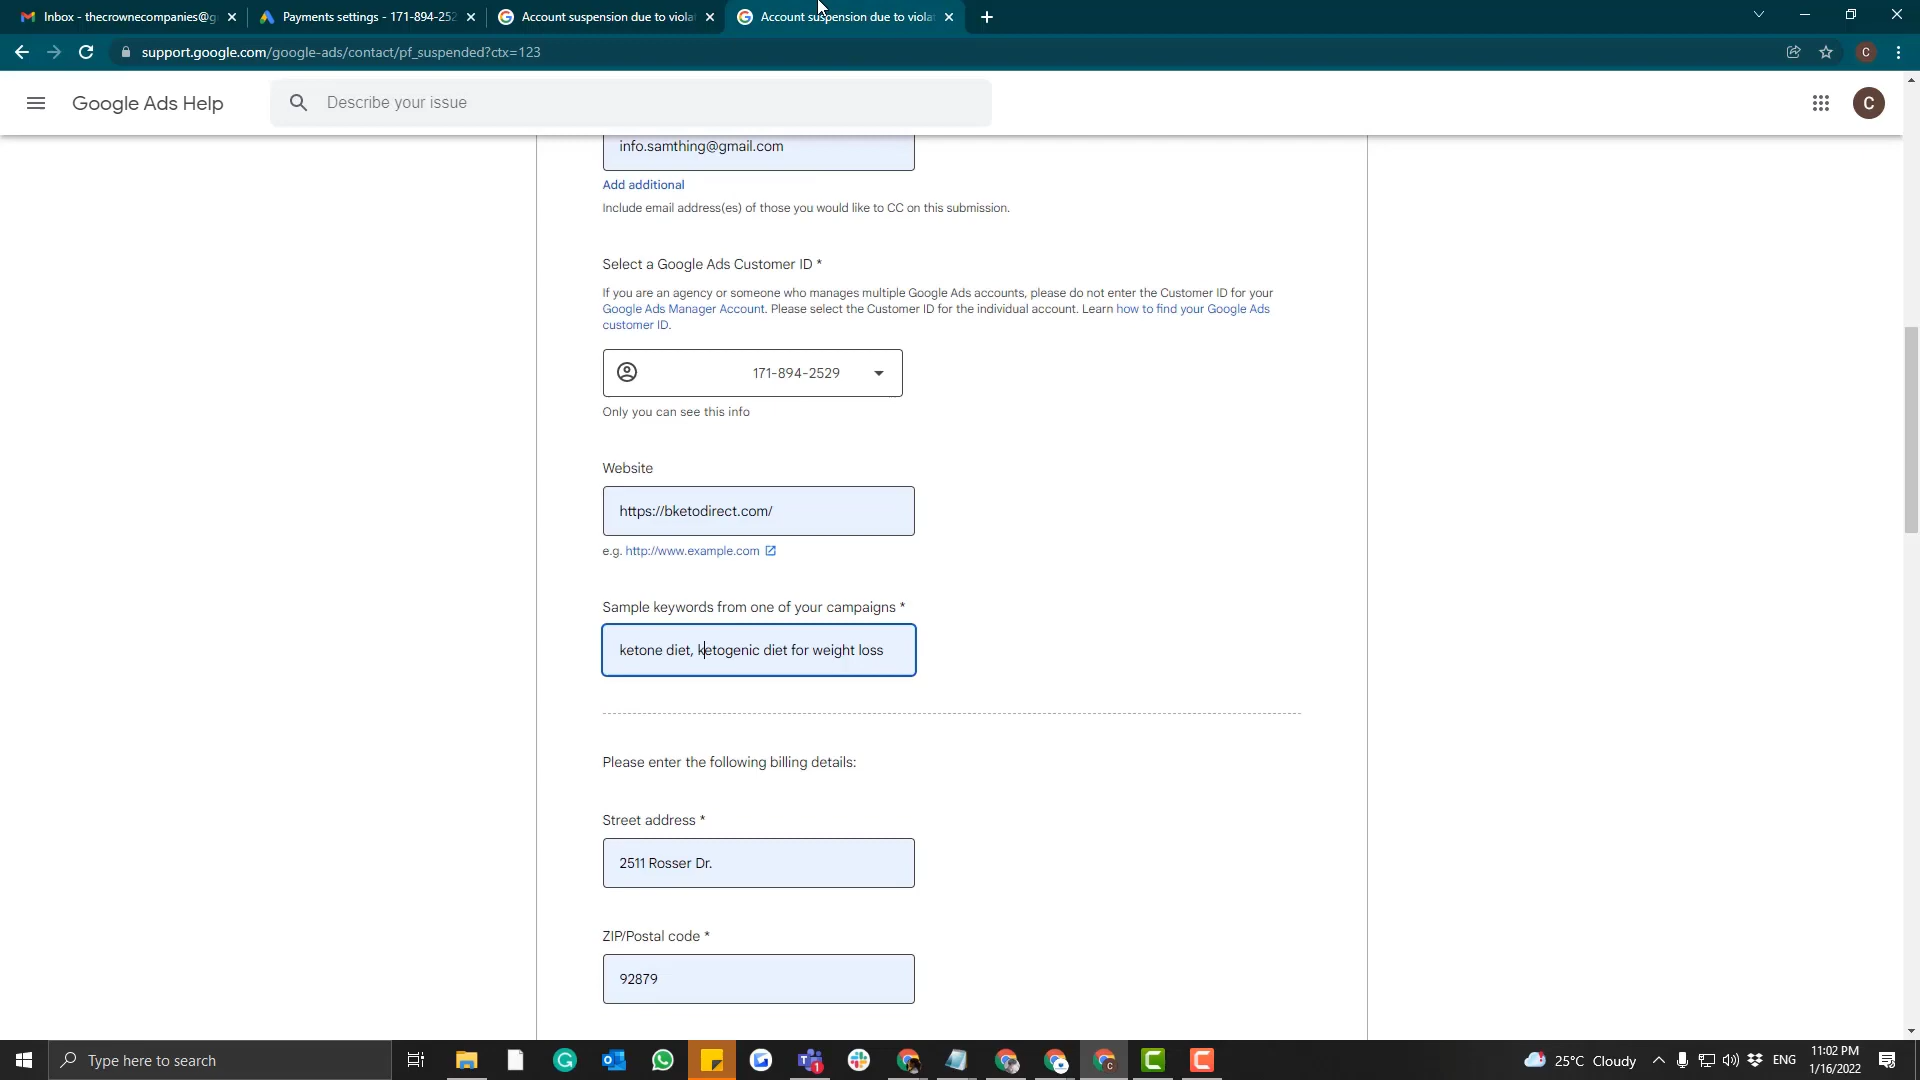 Inbox - thecrownecompanies@g
Payments settings - 171-894-252
Account suspension due to viola
Account suspension due to viola
support.google.com/google-ads/contact/pf_suspended?ctx=123
C
Google Ads Help
Describe your issue
C
info.samthing@gmail.com
Add additional
Include email address(es) of those you would like to CC on this submission.
Select a Google Ads Customer ID *
If you are an agency or someone who manages multiple Google Ads accounts, please do not enter the Customer ID for your
Google Ads Manager Account. Please select the Customer ID for the individual account. Learn how to find your Google Ads
customer ID.
171-894-2529
Only you can see this info
Website
https://bketodirect.com/
e.g. http://www.example.com
Sample keywords from one of your campaigns *
ketone diet, ketogenic diet for weight loss
Please enter the following billing details:
Street address *
2511 Rosser Dr.
ZIP/Postal code *
92879
Type here to search
25°C Cloudy
ENG
11:02 PM
1/16/2022